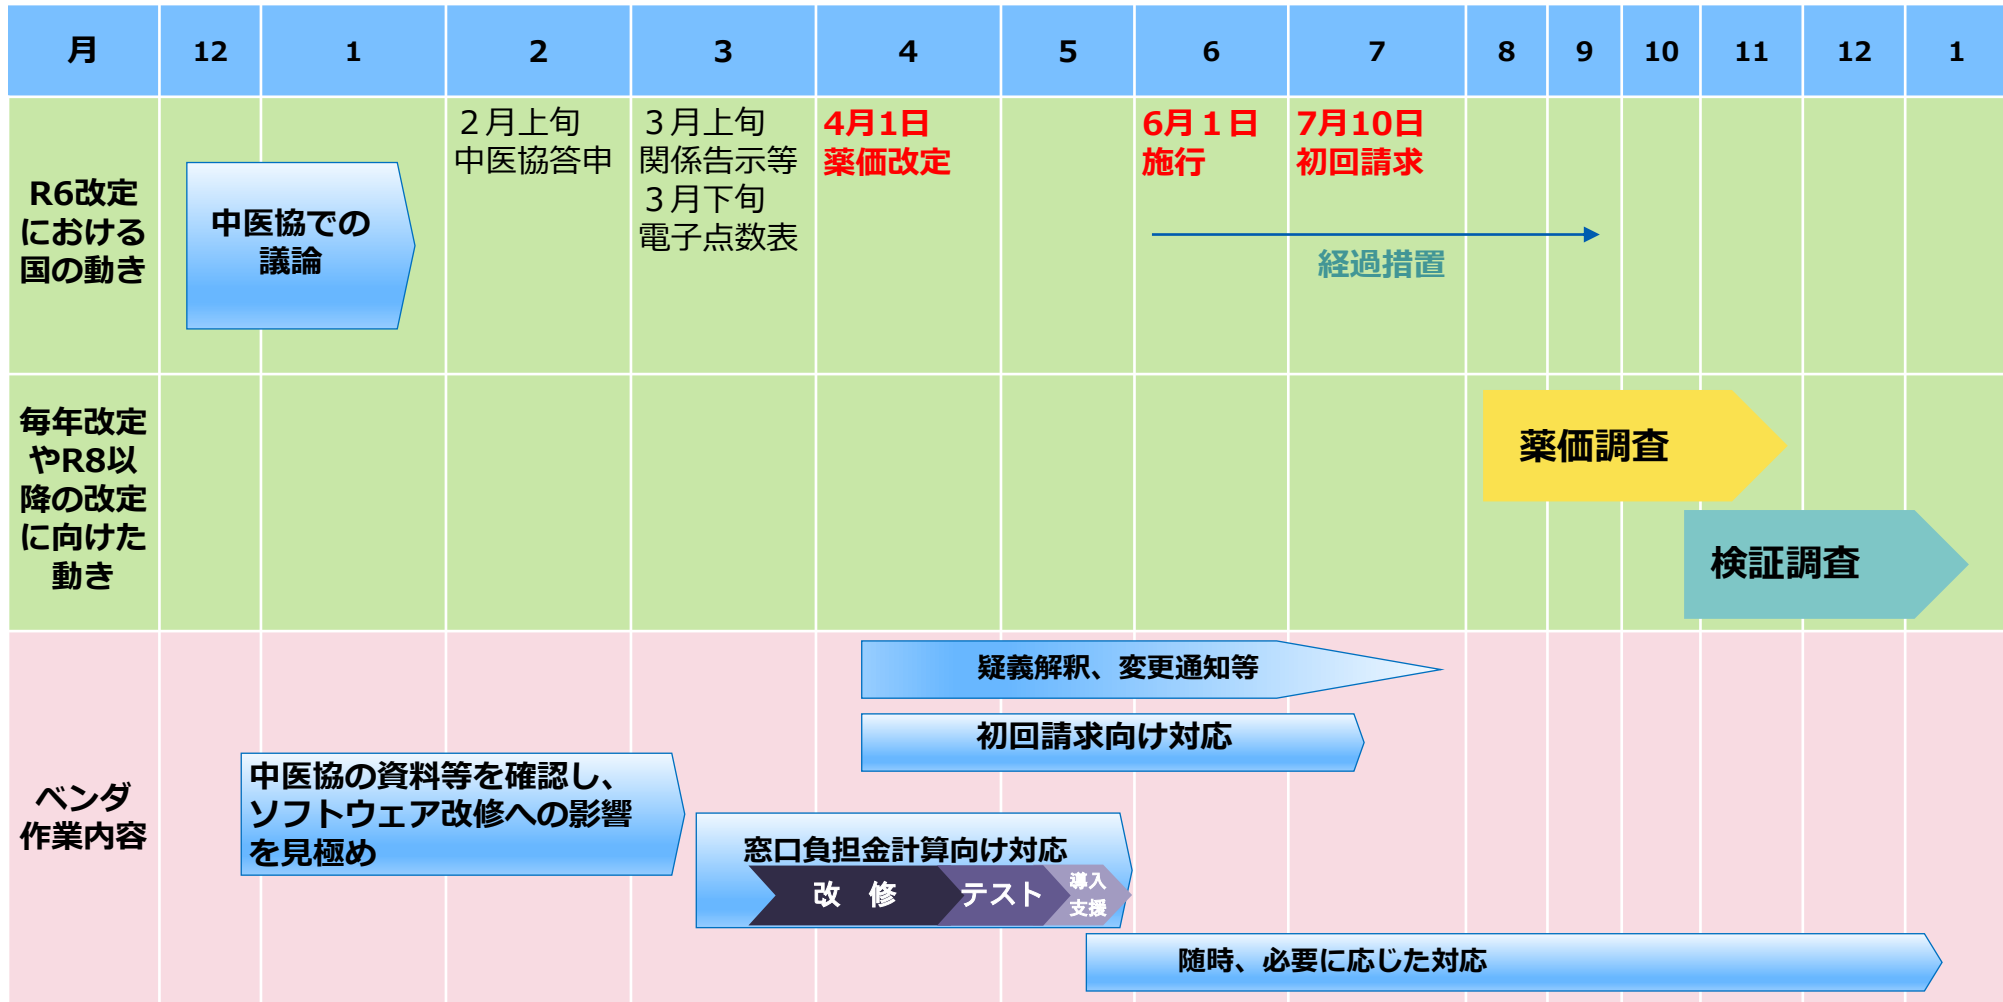 月 12 1 2 3 4 5 6 7 8 9 10 11 12 1
R6改定
における
国の動き
中医協での
議論
２月上旬
中医協答申
３月上旬
関係告示等
３月下旬
電子点数表
4月1日
薬価改定
6月１日
施行
7月10日
初回請求
経過措置
毎年改定
やR8以
降の改定
に向けた
動き
薬価調査
検証調査
ベンダ
作業内容
疑義解釈、変更通知等
初回請求向け対応
中医協の資料等を確認し、
ソフトウェア改修への影響
を見極め
窓口負担金計算向け対応
改　修
テスト
導入
支援
随時、必要に応じた対応